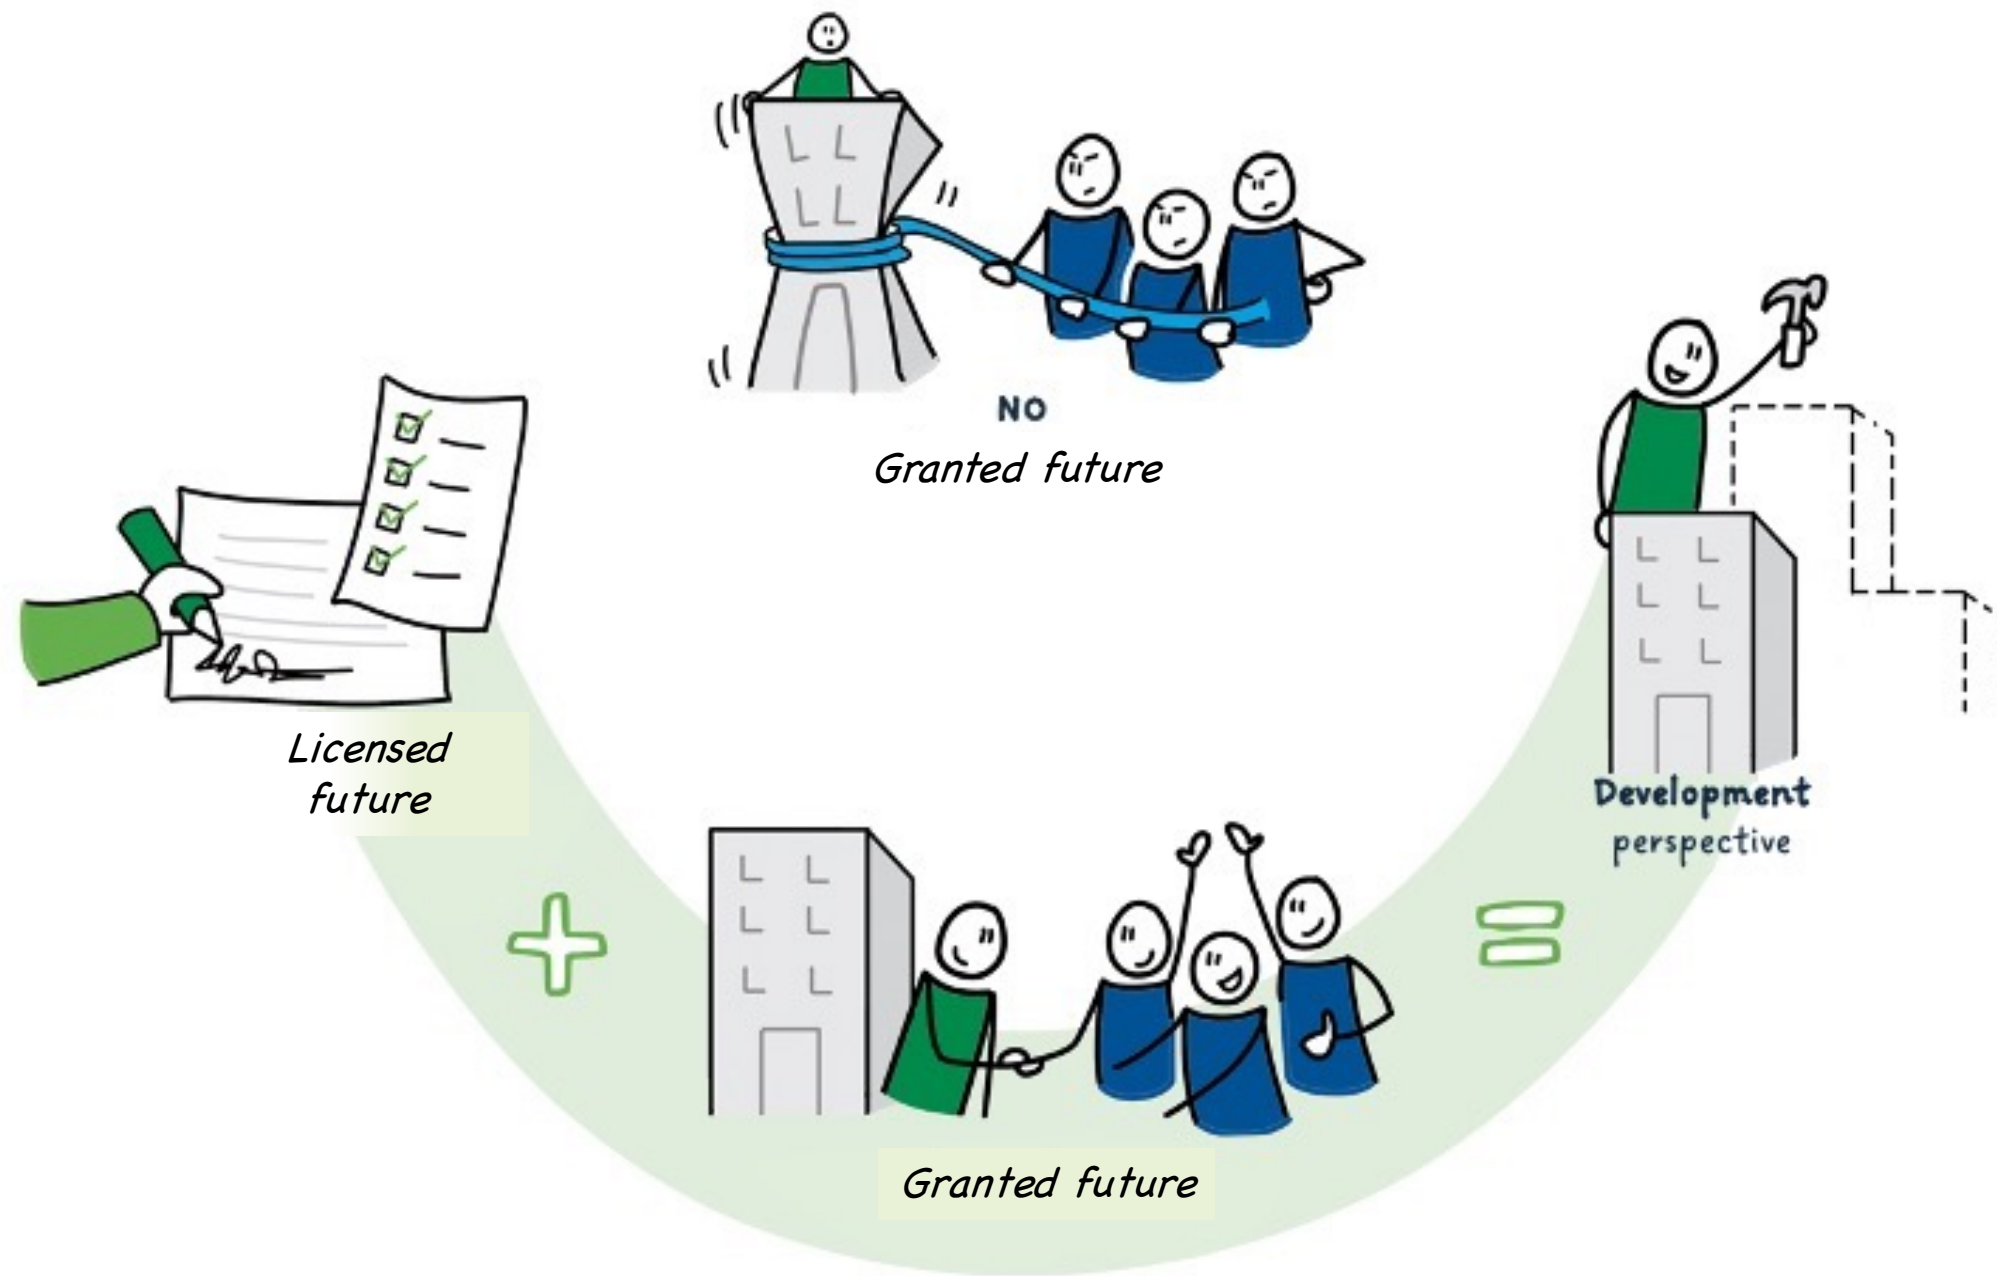 NO
Granted future
Licensed
future
Development
perspective
Granted future